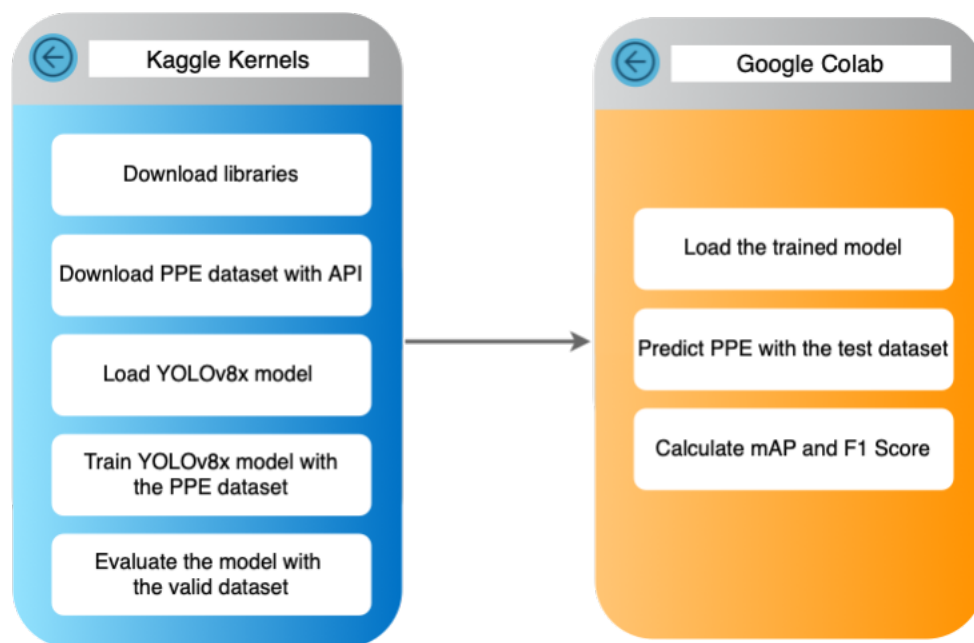 Kaggle Kernels
Download libraries
Download PPE dataset with API
Load YOLOv8x model
Train YOLOv8x model with
the PPE dataset
Evaluate the model with
the valid dataset
Google Colab
Load the trained model
Predict PPE with the test dataset
Calculate mAP and F1 Score